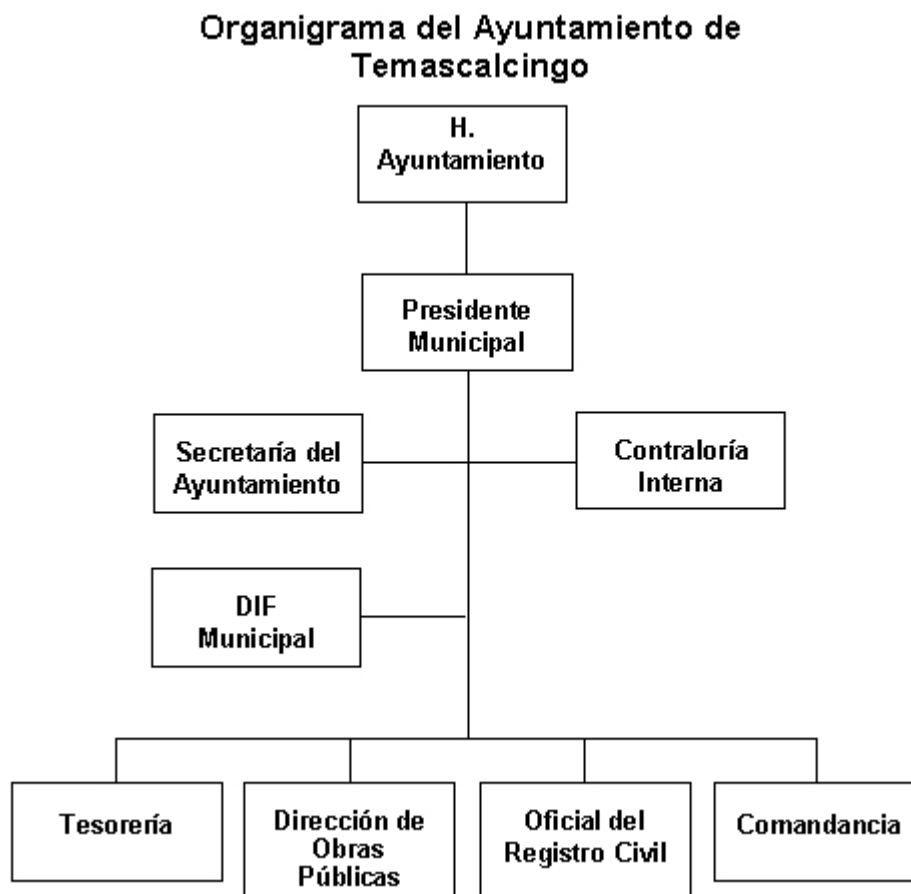 Organigrama del Ayuntamiento de
Temascalcingo
H.
Ayuntamiento
Presidente
Municipal
Secretaría del
Ayuntamiento
Contraloría
Interna
DIF
Municipal
Tesorería
Dirección de
Obras
Públicas
Oficial del
Registro Civil
Comandancia